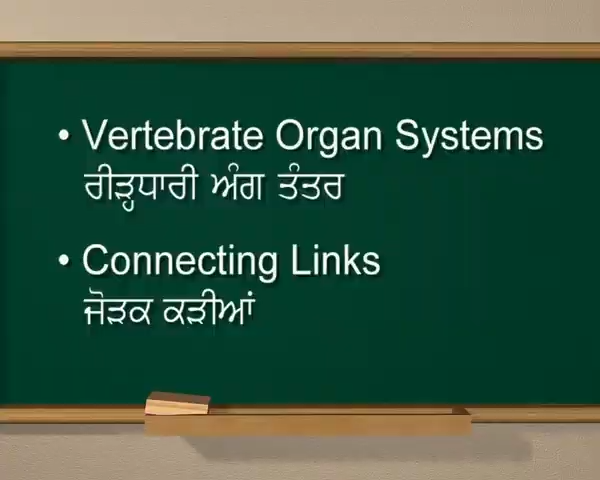 • Vertebrate Organ Systems
ਰੀੜ੍ਹਧਾਰੀ ਅੰਗ ਤੰਤਰ
• Connecting Links
ਜੋੜਕ ਕੜੀਆਂ